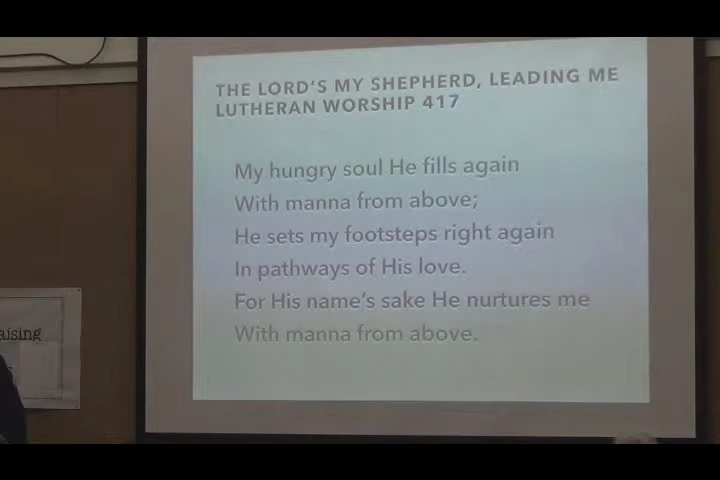 THE LORD'S MY SHEPHERD, LEADING ME
LUTHERAN WORSHIP 417
My hungry soul He fills again
With manna from above;
He sets my footsteps right again
In pathways of His love.
For His name's sake He nurtures me
With manna from above.
aising